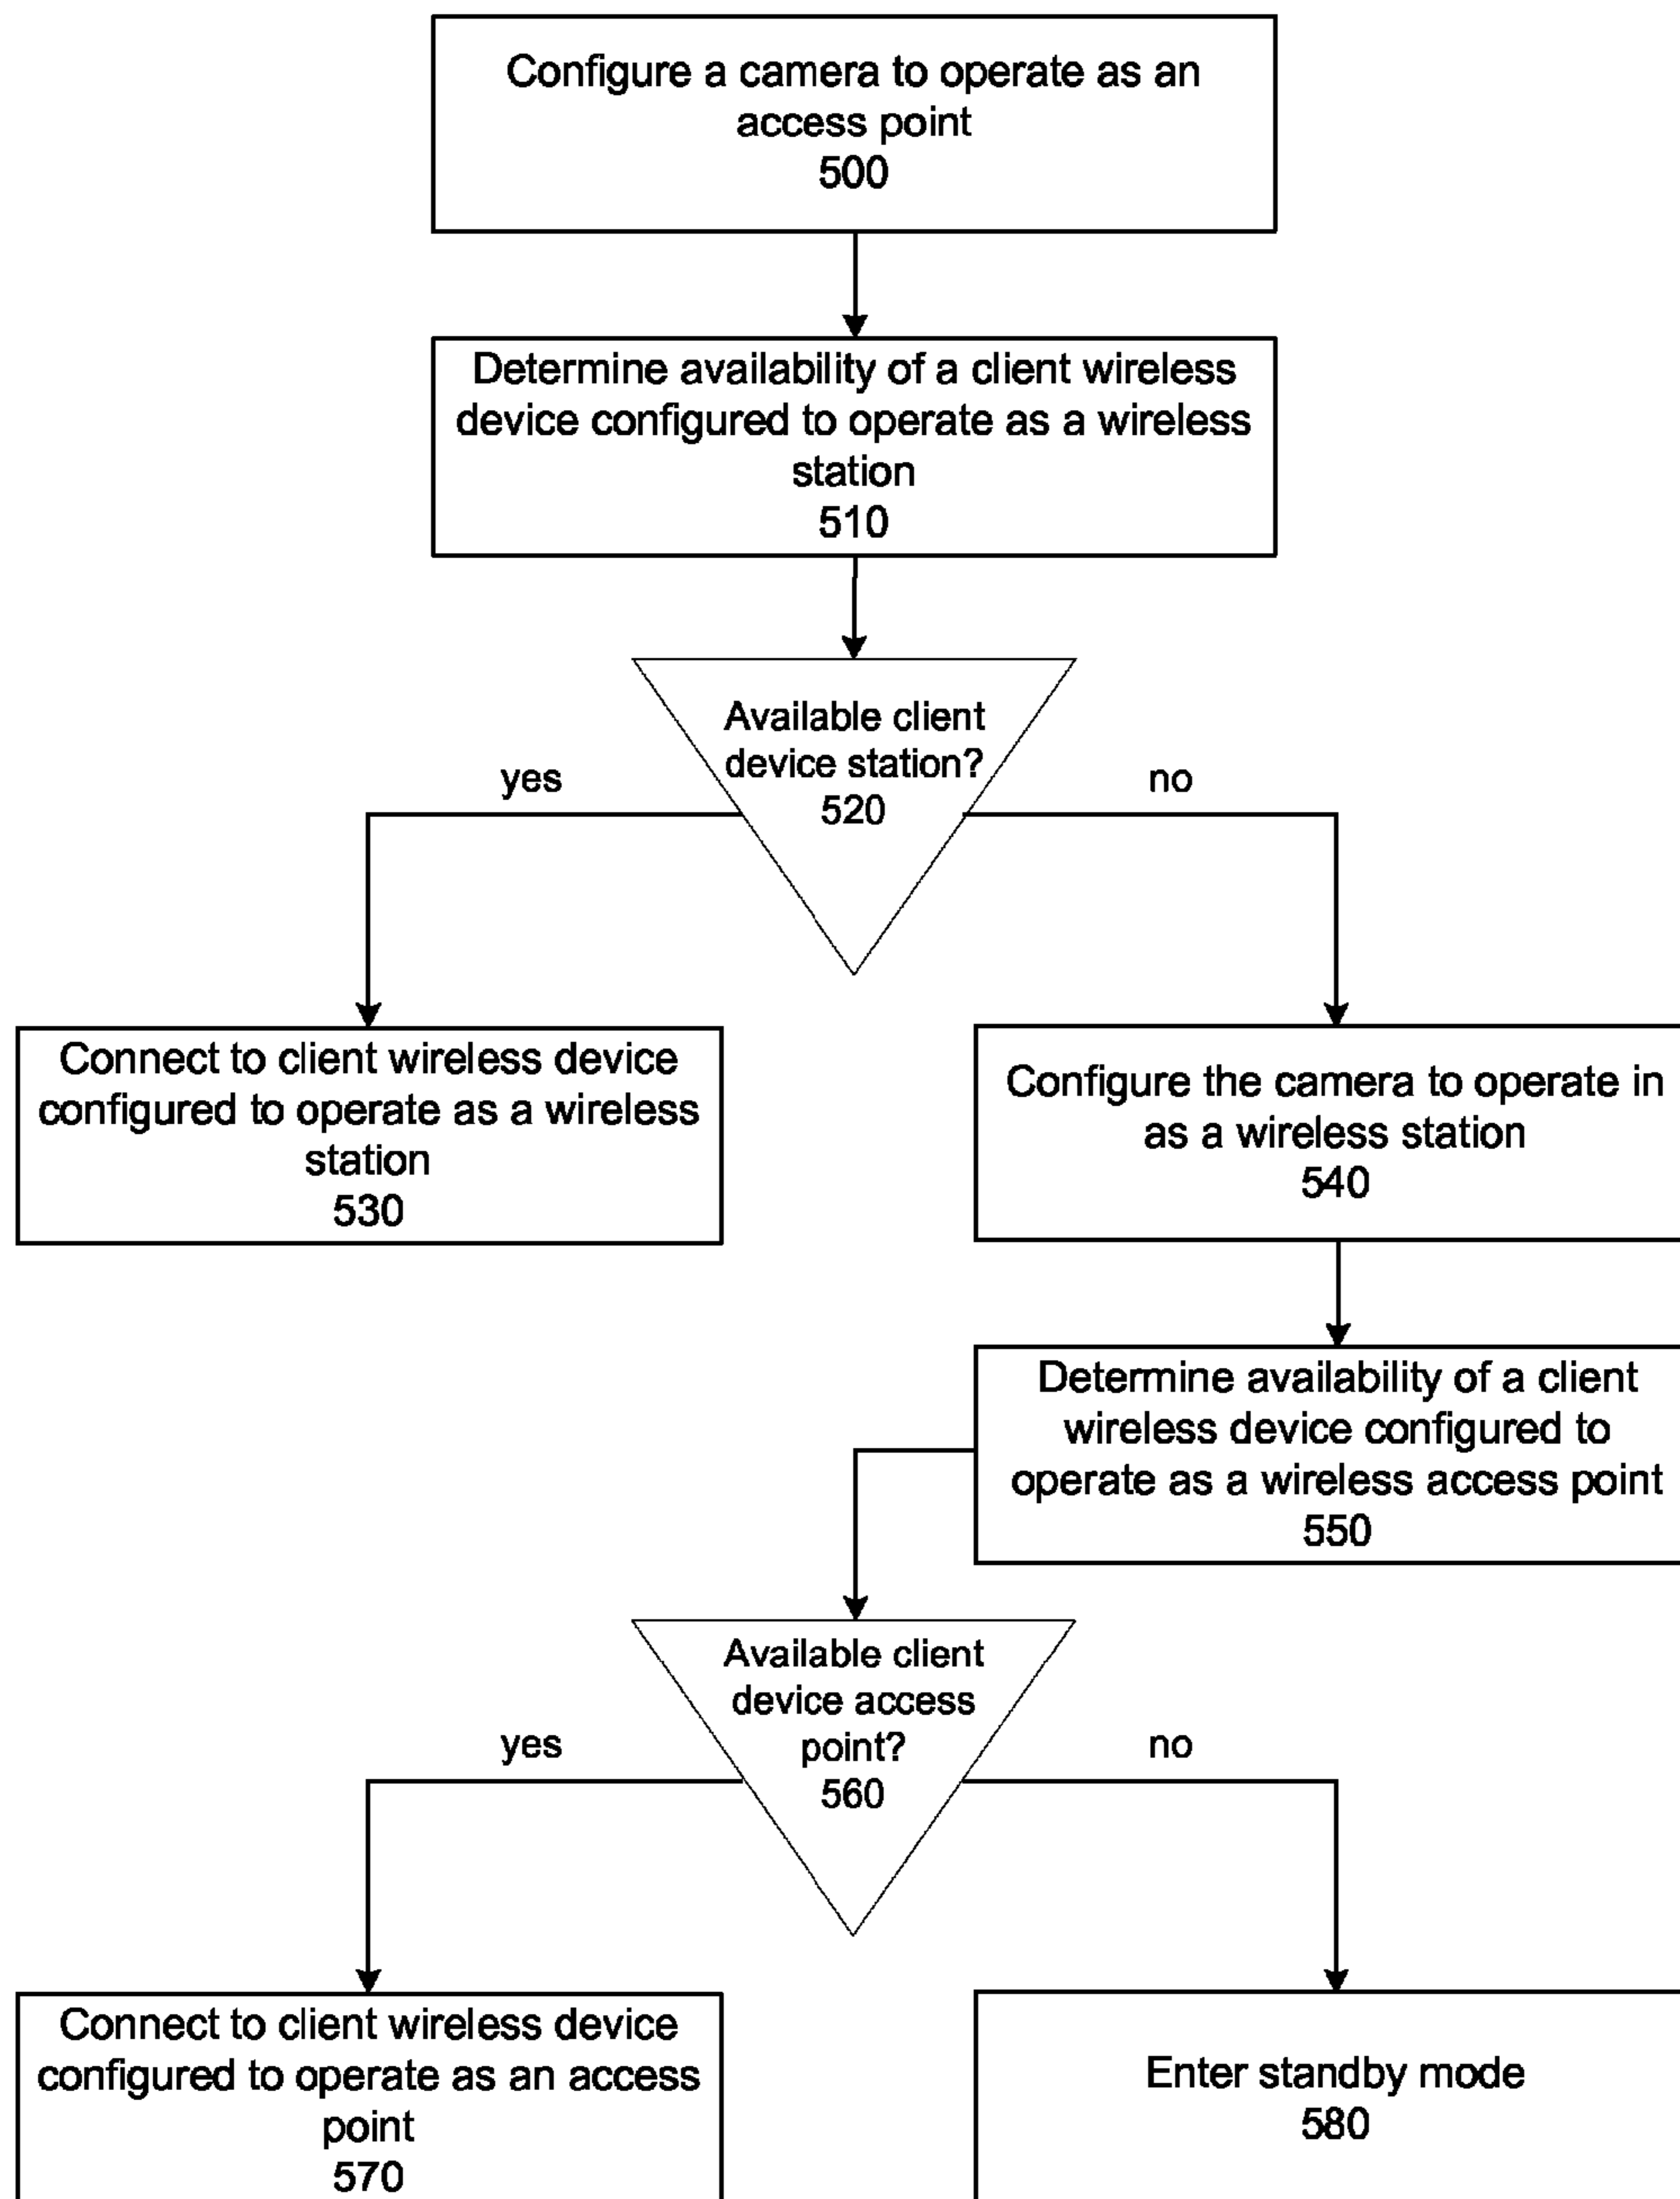 Configure a camera to operate as an
access point
500
Determine availability of a client wireless
device configured to operate as a wireless
station
510
Available client
device station?
520
yes
no
Connect to client wireless device
configured to operate as a wireless
station
530
Configure the camera to operate in
as a wireless station
540
Determine availability of a client
wireless device configured to
operate as a wireless access point
550
Available client
device access
point?
560
yes
no
Connect to client wireless device
configured to operate as an access
point
570
Enter standby mode
580